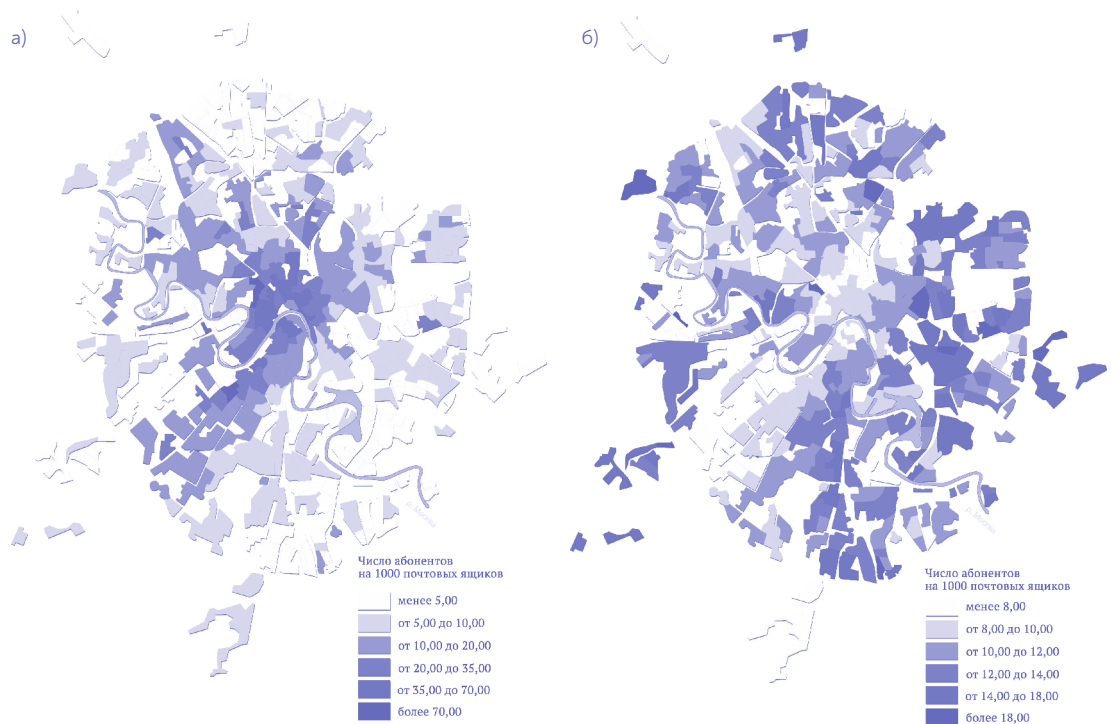 а)
б)
р. Москва
р. Москва
Число абонентов
на 1000 почтовых ящиков
менее 5,00
от 5,00 до 10,00
от 10,00 до 20,00
от 20,00 до 35,00
от 35,00 до 70,00
более 70,00
Число абонентов
на 1000 почтовых ящиков
менее 8,00
от 8,00 до 10,00
от 10,00 до 12,00
от 12,00 до 14,00
от 14,00 до 18,00
более 18,00